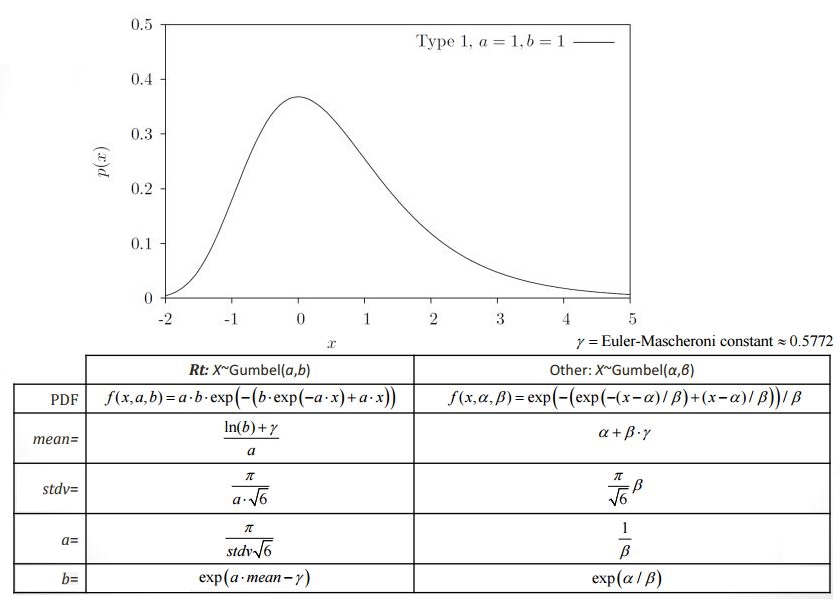 0.5
Type 1, a = 1, b = 1
0.4
0.3
p(x)
0.2
0.1
0
-2 -1 0 1 2 3 4 5
x
γ = Euler-Mascheroni constant ≈ 0.5772
Rt: X~Gumbel(a,b) Other: X~Gumbel(α,β)
PDF f(x,a,b) = a·b·exp(−(b·exp(−a·x)+a·x)) f(x,α,β) = exp(−(exp(−(x−α)/β)+(x−α)/β))/β
mean= (ln(b)+γ)/a α+β·γ
stdv= π/(a·√6) π/√6 β
a= π/(stdv√6) 1/β
b= exp(a·mean−γ) exp(α/β)